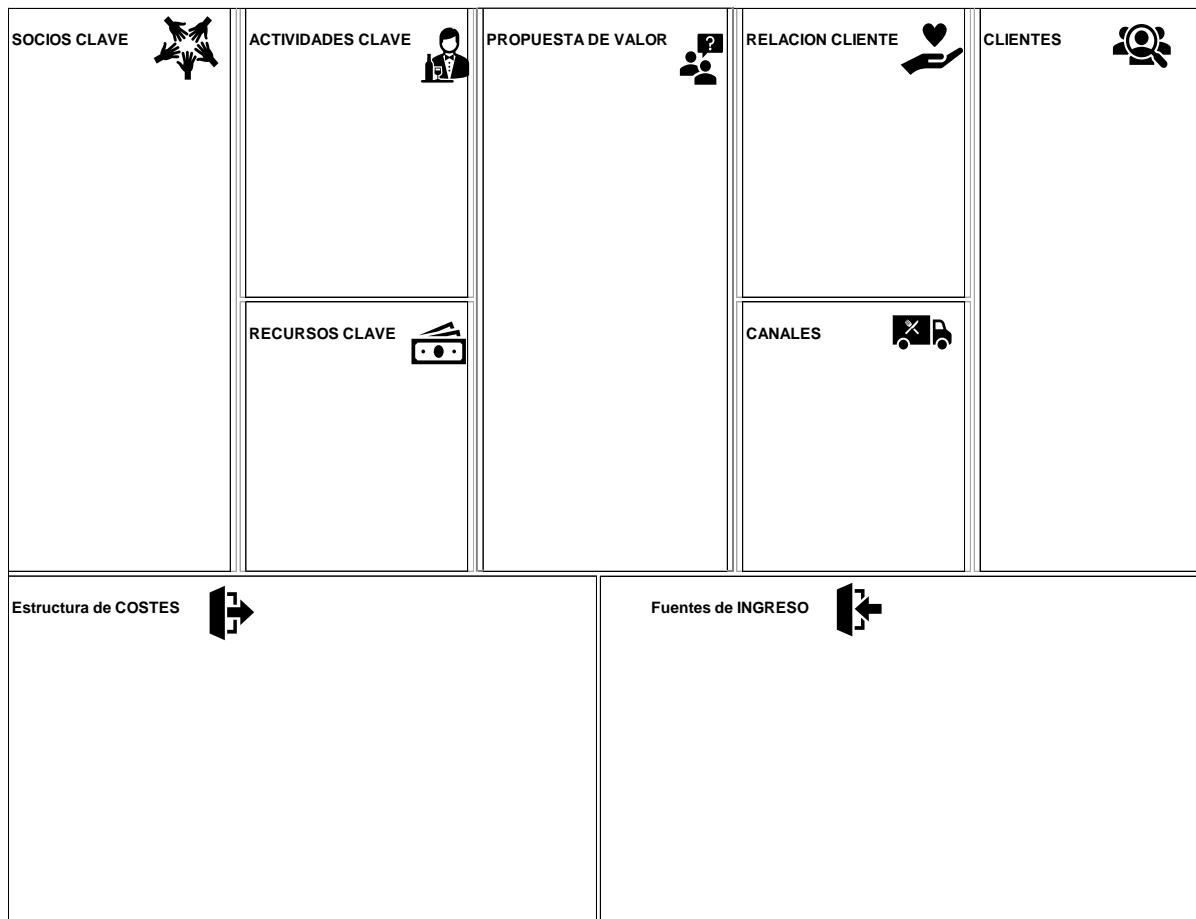 SOCIOS CLAVE
ACTIVIDADES CLAVE
PROPUESTA DE VALOR
?
RELACION CLIENTE
CLIENTES
RECURSOS CLAVE
CANALES
Estructura de COSTES
Fuentes de INGRESO